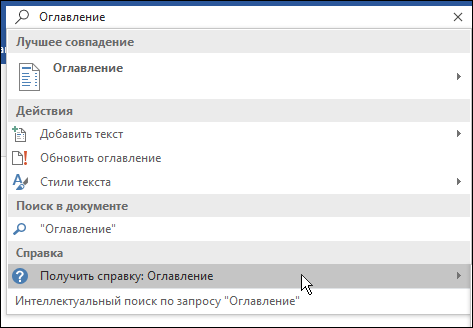 Оглавление
Лучшее совпадение
Оглавление
Действия
Добавить текст
Обновить оглавление
Стили текста
Поиск в документе
"Оглавление"
Справка
Получить справку: Оглавление
Интеллектуальный поиск по запросу "Оглавление"